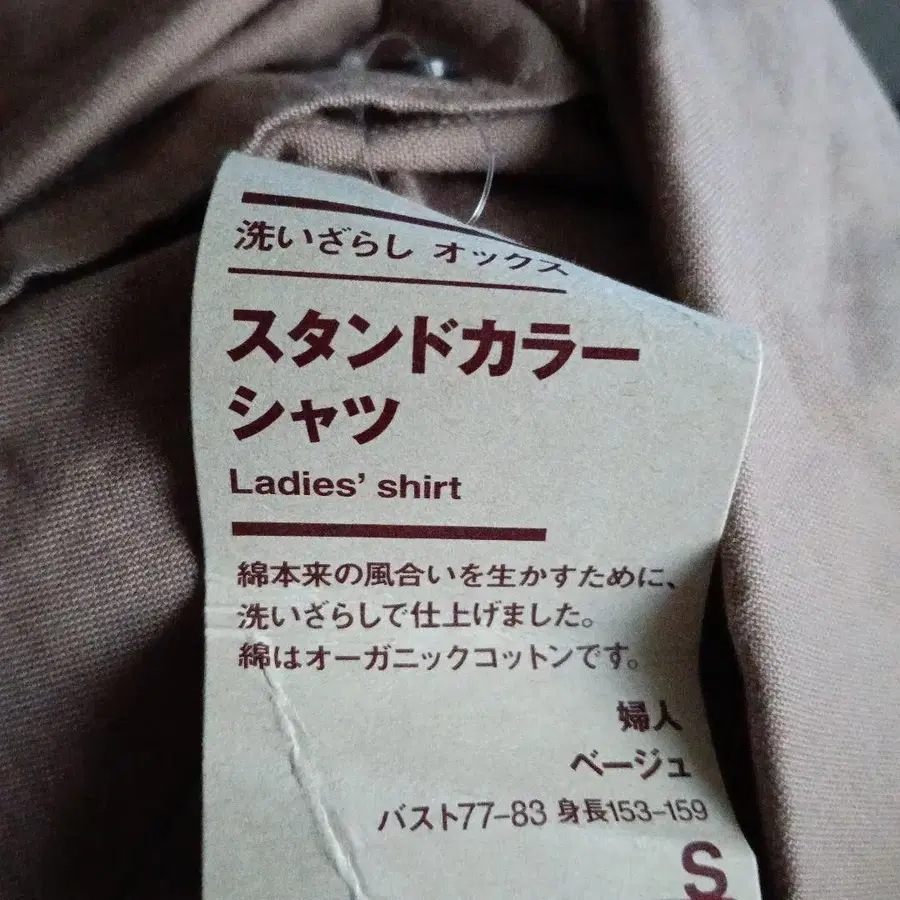 洗いざらし オックス
スタンドカラー
シャツ
Ladies' shirt
綿本来の風合いを生かすために、
洗いざらしで仕上げました。
綿はオーガニックコットンです。
婦人
ベージュ
バスト77-83 身長153-159
S